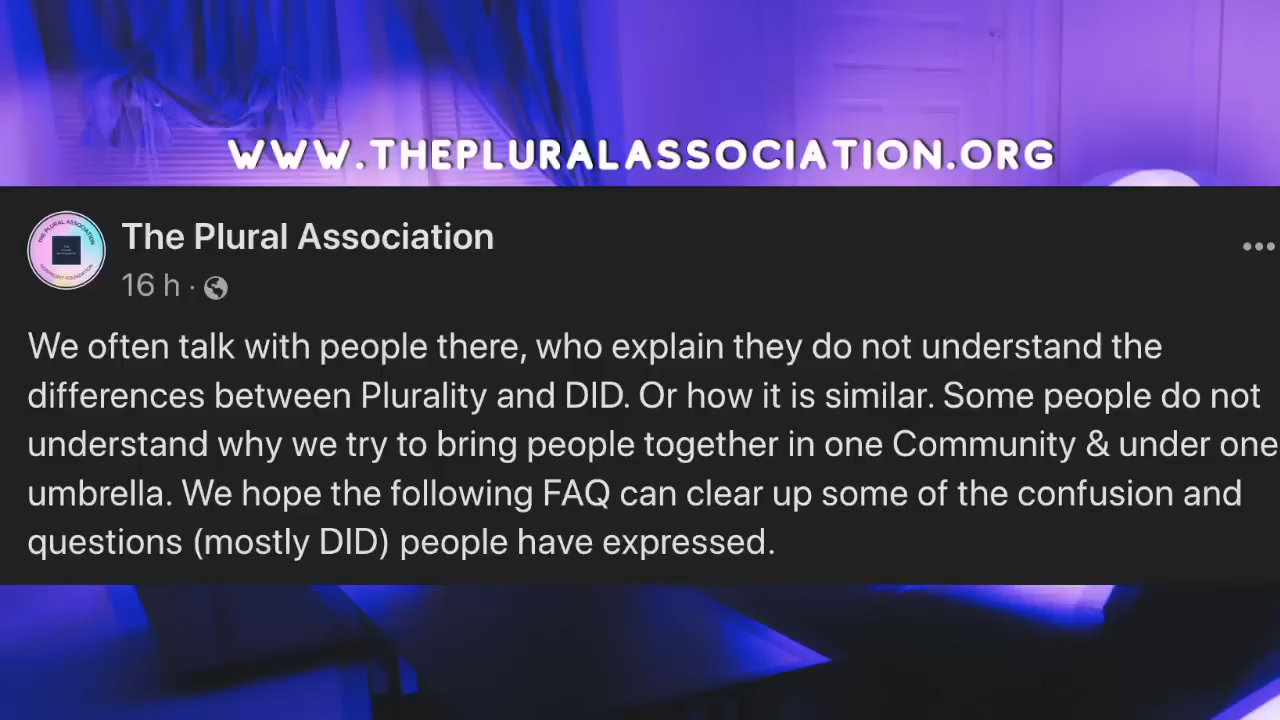 WWW.THEPLURALASSOCIATION.ORG
The Plural Association
16 h ·
We often talk with people there, who explain they do not understand the
differences between Plurality and DID. Or how it is similar. Some people do not
understand why we try to bring people together in one Community & under one
umbrella. We hope the following FAQ can clear up some of the confusion and
questions (mostly DID) people have expressed.